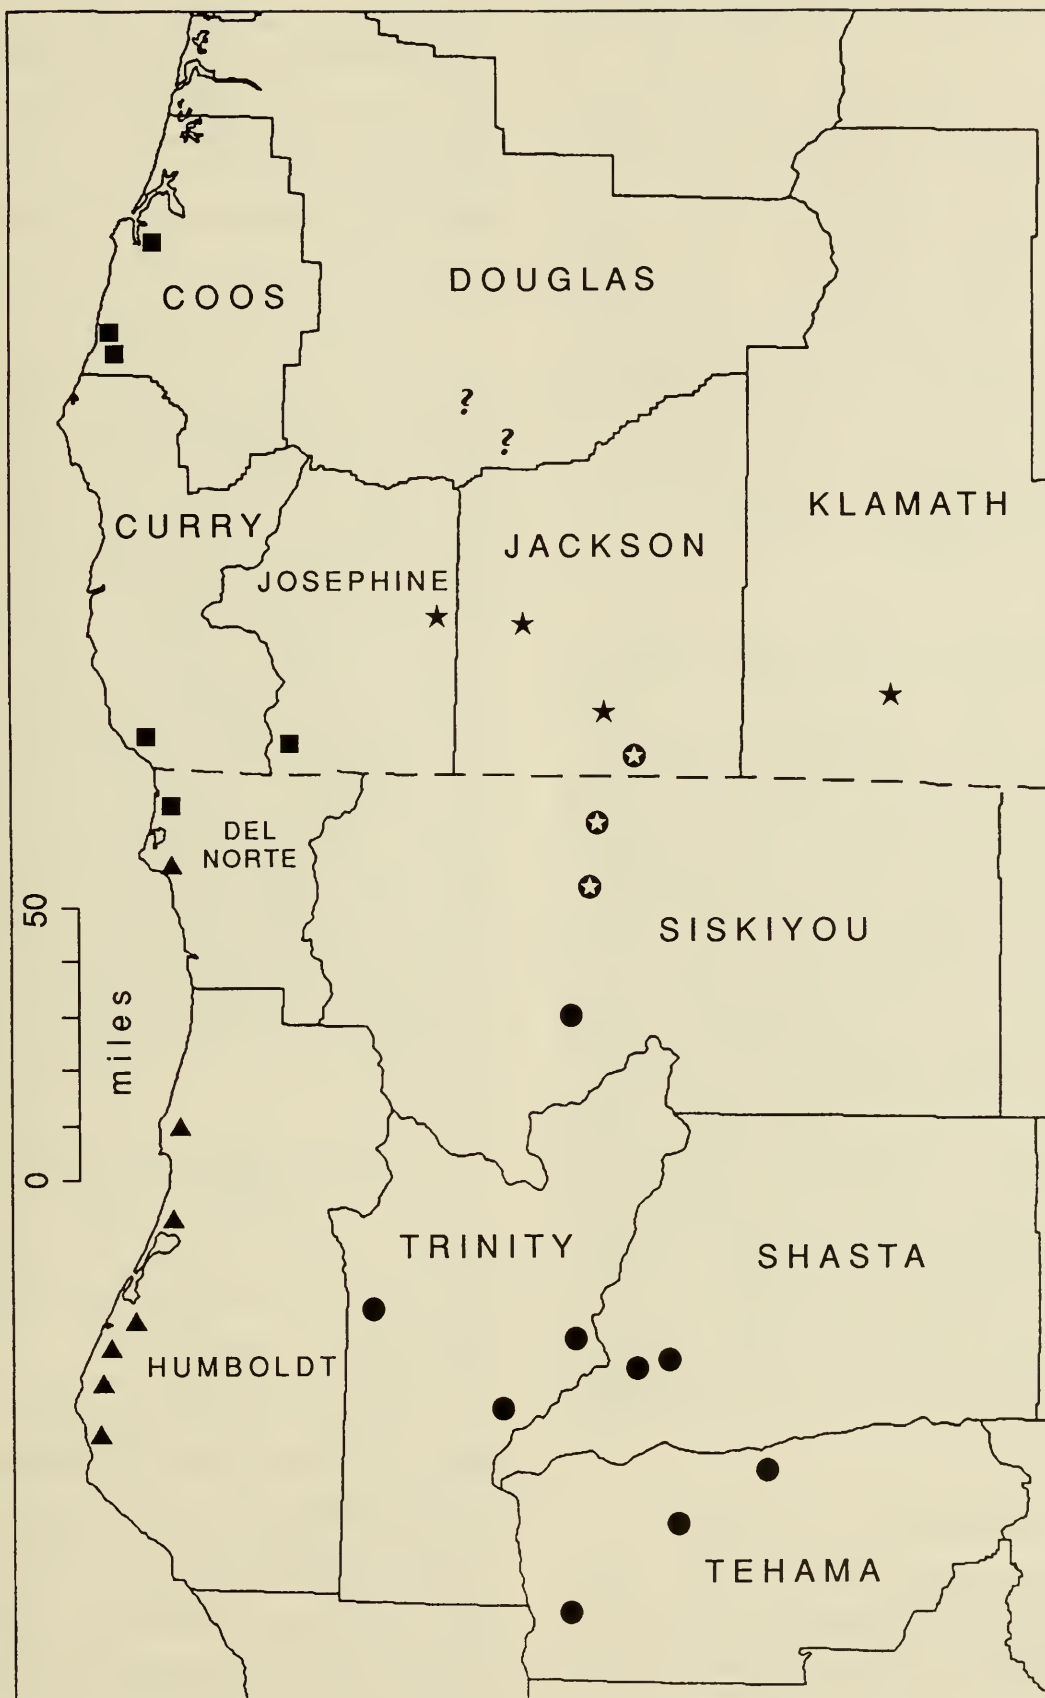 DOUGLAS
COOS
?
?
KLAMATH
CURRY
JACKSON
JOSEPHINE
DEL
NORTE
50
SISKIYOU
miles
0
TRINITY
SHASTA
HUMBOLDT
TEHAMA